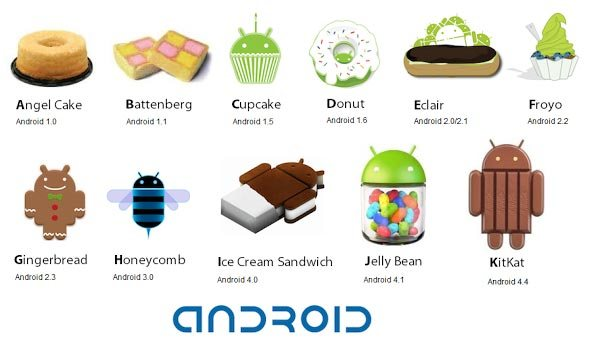 Angel Cake
Android 1.0
Battenberg
Android 1.1
Cupcake
Android 1.5
Donut
Android 1.6
Eclair
Android 2.0/2.1
Froyo
Android 2.2
Gingerbread
Android 2.3
Honeycomb
Android 3.0
Ice Cream Sandwich
Android 4.0
Jelly Bean
Android 4.1
KitKat
Android 4.4
ANDROID